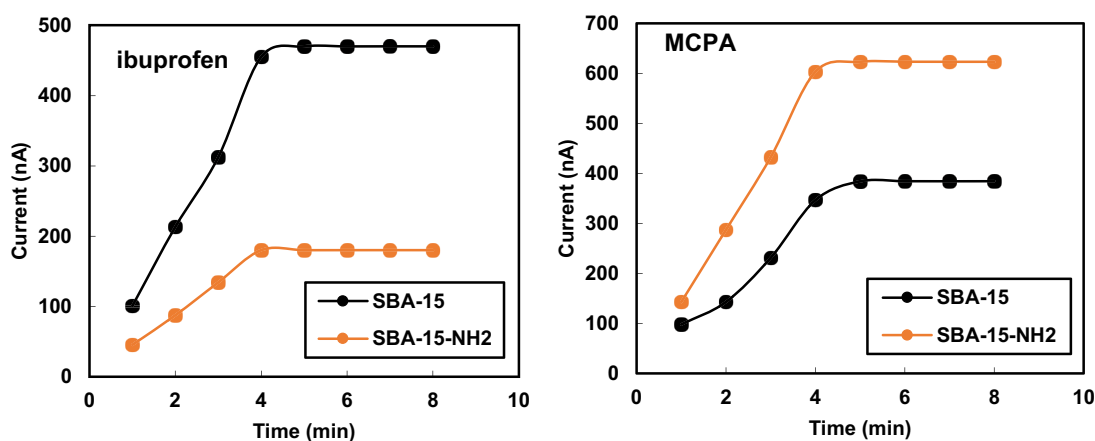 ibuprofen
Current (nA)
500
400
300
200
100
0
SBA-15
SBA-15-NH2
0 2 4 6 8 10
Time (min)
MCPA
Current (nA)
700
600
500
400
300
200
100
0
SBA-15
SBA-15-NH2
0 2 4 6 8 10
Time (min)